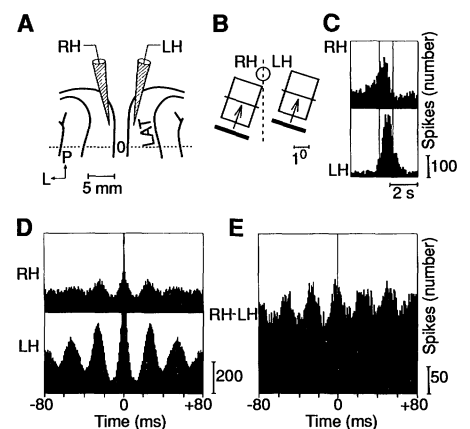 A
RH
LH
LAT
0
P
L
5 mm
B
RH LH
1°
C
RH
LH
Spikes (number)
100
2 s
D
RH
LH
200
-80 0 +80
Time (ms)
E
RH-LH
Spikes (number)
50
-80 0 +80
Time (ms)